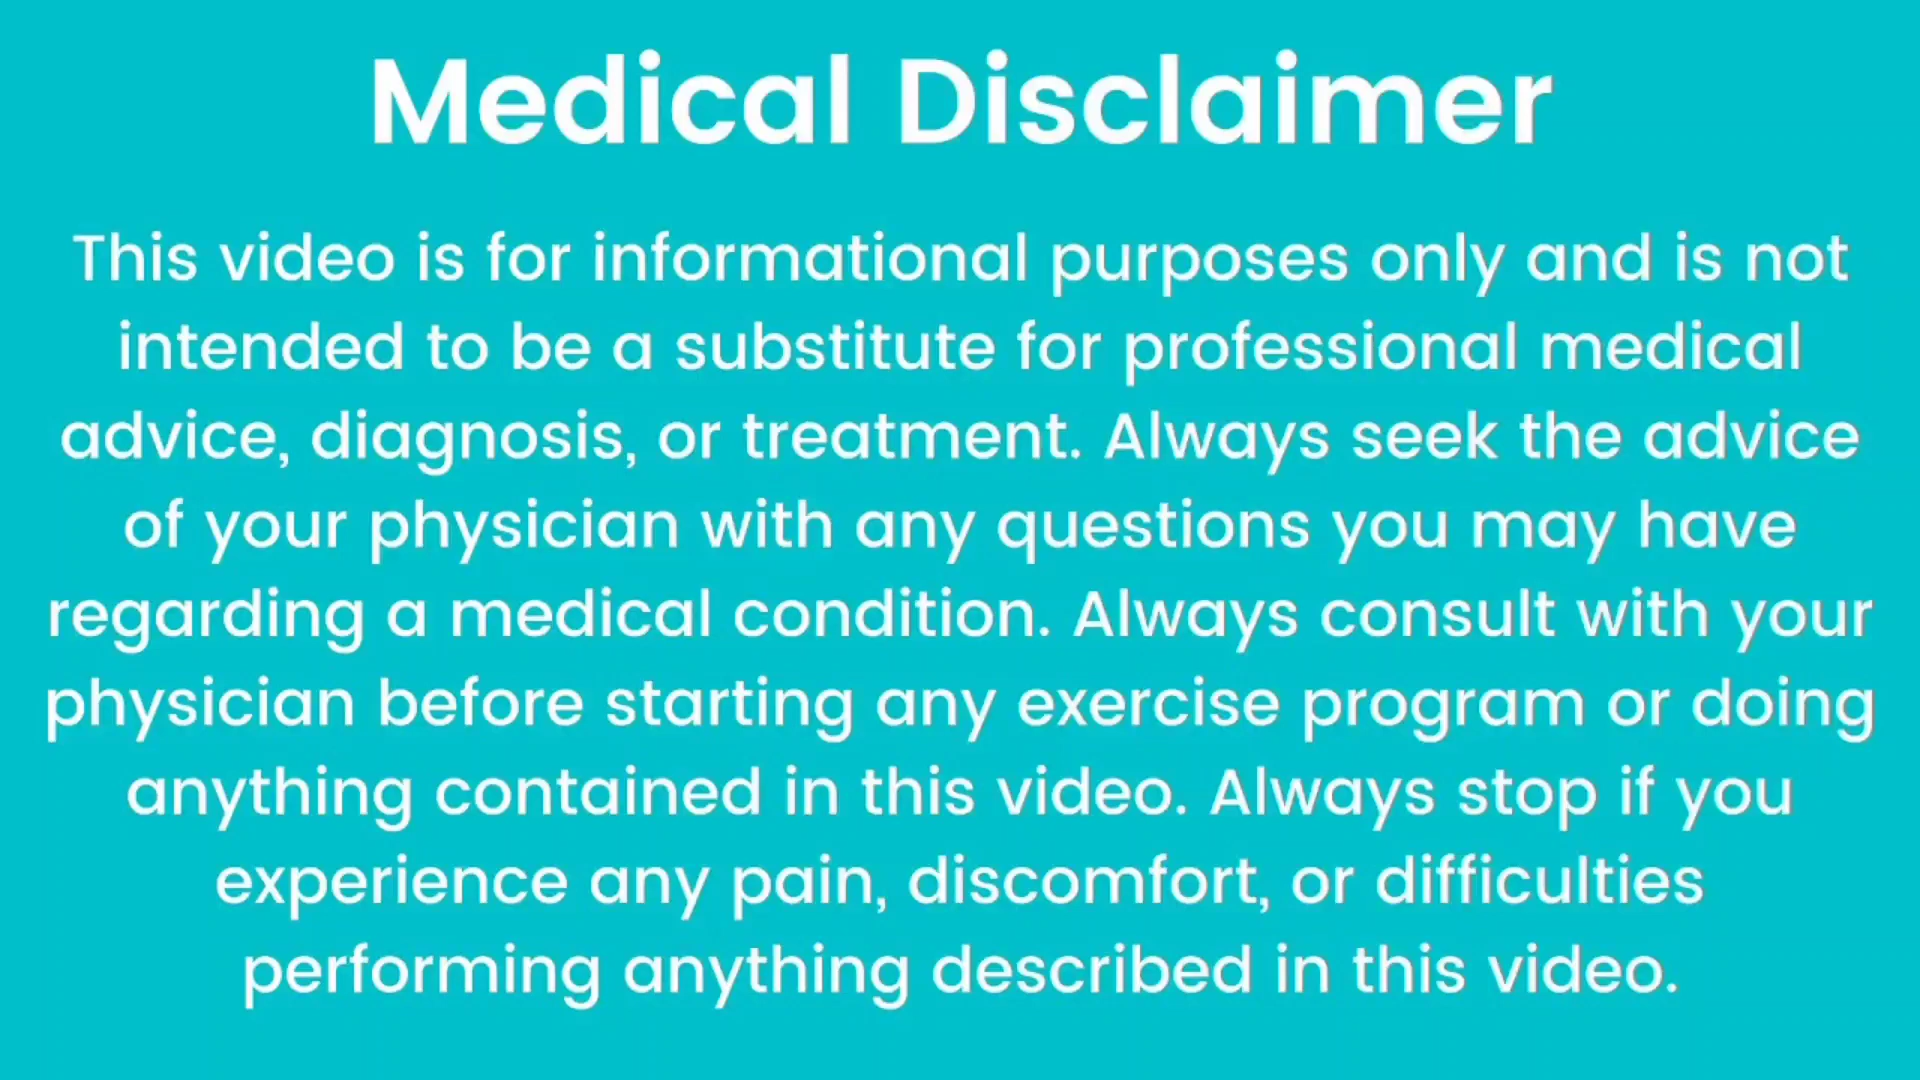 Medical Disclaimer
This video is for informational purposes only and is not
intended to be a substitute for professional medical
advice, diagnosis, or treatment. Always seek the advice
of your physician with any questions you may have
regarding a medical condition. Always consult with your
physician before starting any exercise program or doing
anything contained in this video. Always stop if you
experience any pain, discomfort, or difficulties
performing anything described in this video.